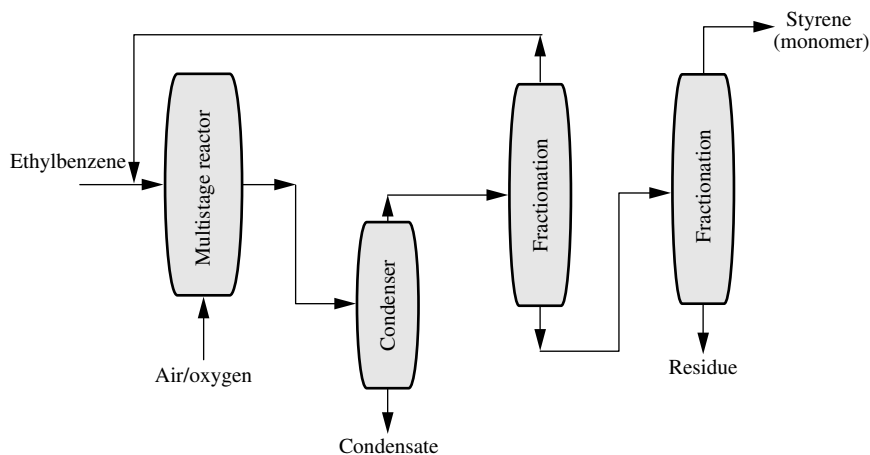 Styrene
(monomer)
Ethylbenzene
Multistage reactor
Condenser
Fractionation
Fractionation
Air/oxygen
Residue
Condensate